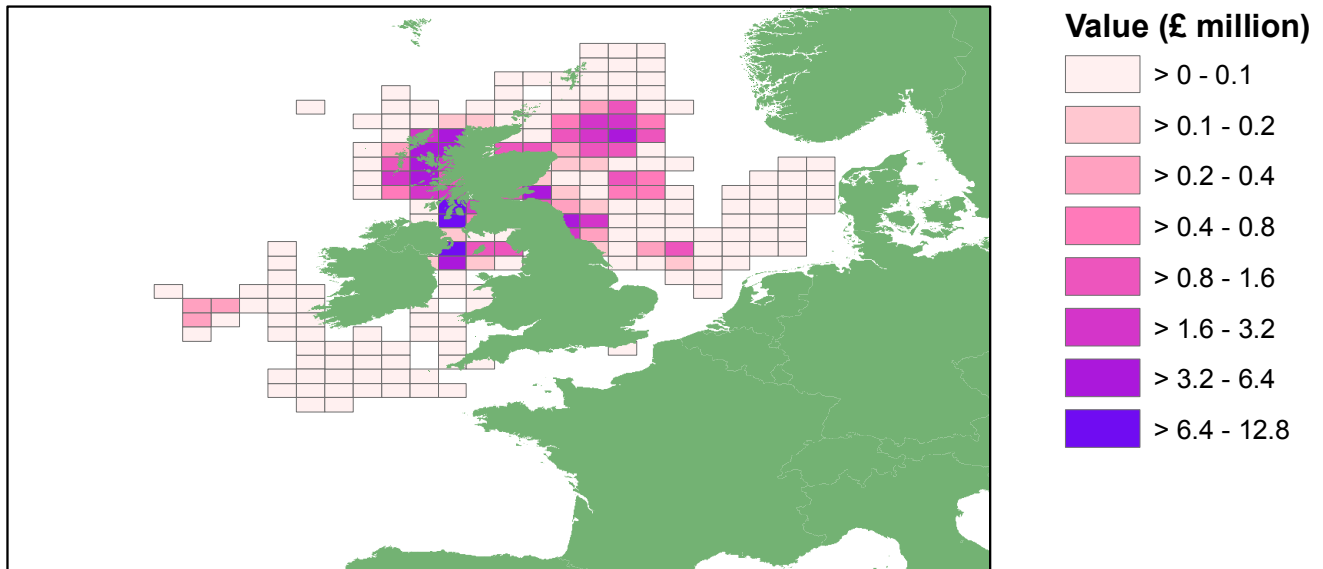 Value (£ million)
> 0 - 0.1
> 0.1 - 0.2
> 0.2 - 0.4
> 0.4 - 0.8
> 0.8 - 1.6
> 1.6 - 3.2
> 3.2 - 6.4
> 6.4 - 12.8